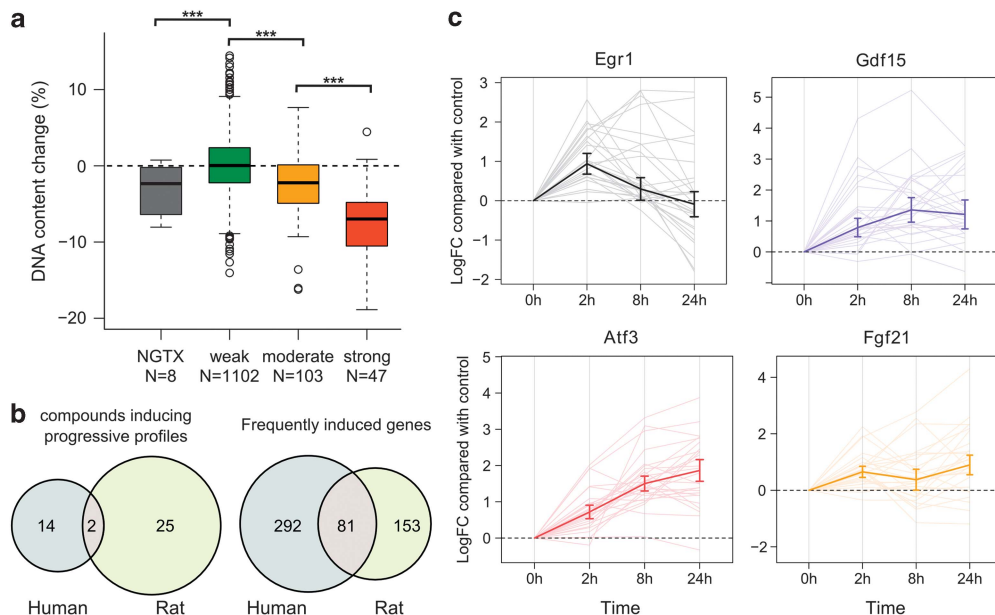 a
***
***
***
DNA content change (%)
10
0
−10
−20
NGTX
N=8
weak
N=1102
moderate
N=103
strong
N=47
b
compounds inducing
progressive profiles
14
2
25
Human
Rat
Frequently induced genes
292
81
153
Human
Rat
c
Egr1
LogFC compared with control
3
2
1
0
−1
−2
0h
2h
8h
24h
Gdf15
5
4
3
2
1
0
0h
2h
8h
24h
Atf3
LogFC compared with control
5
4
3
2
1
0
0h
2h
8h
24h
Time
Fgf21
4
2
0
−2
0h
2h
8h
24h
Time